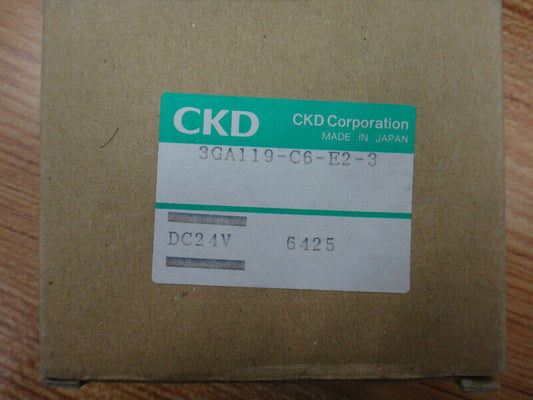 CKD CKD Corporation
MADE IN JAPAN
3GA119-C6-E2-3
DC24V 6425